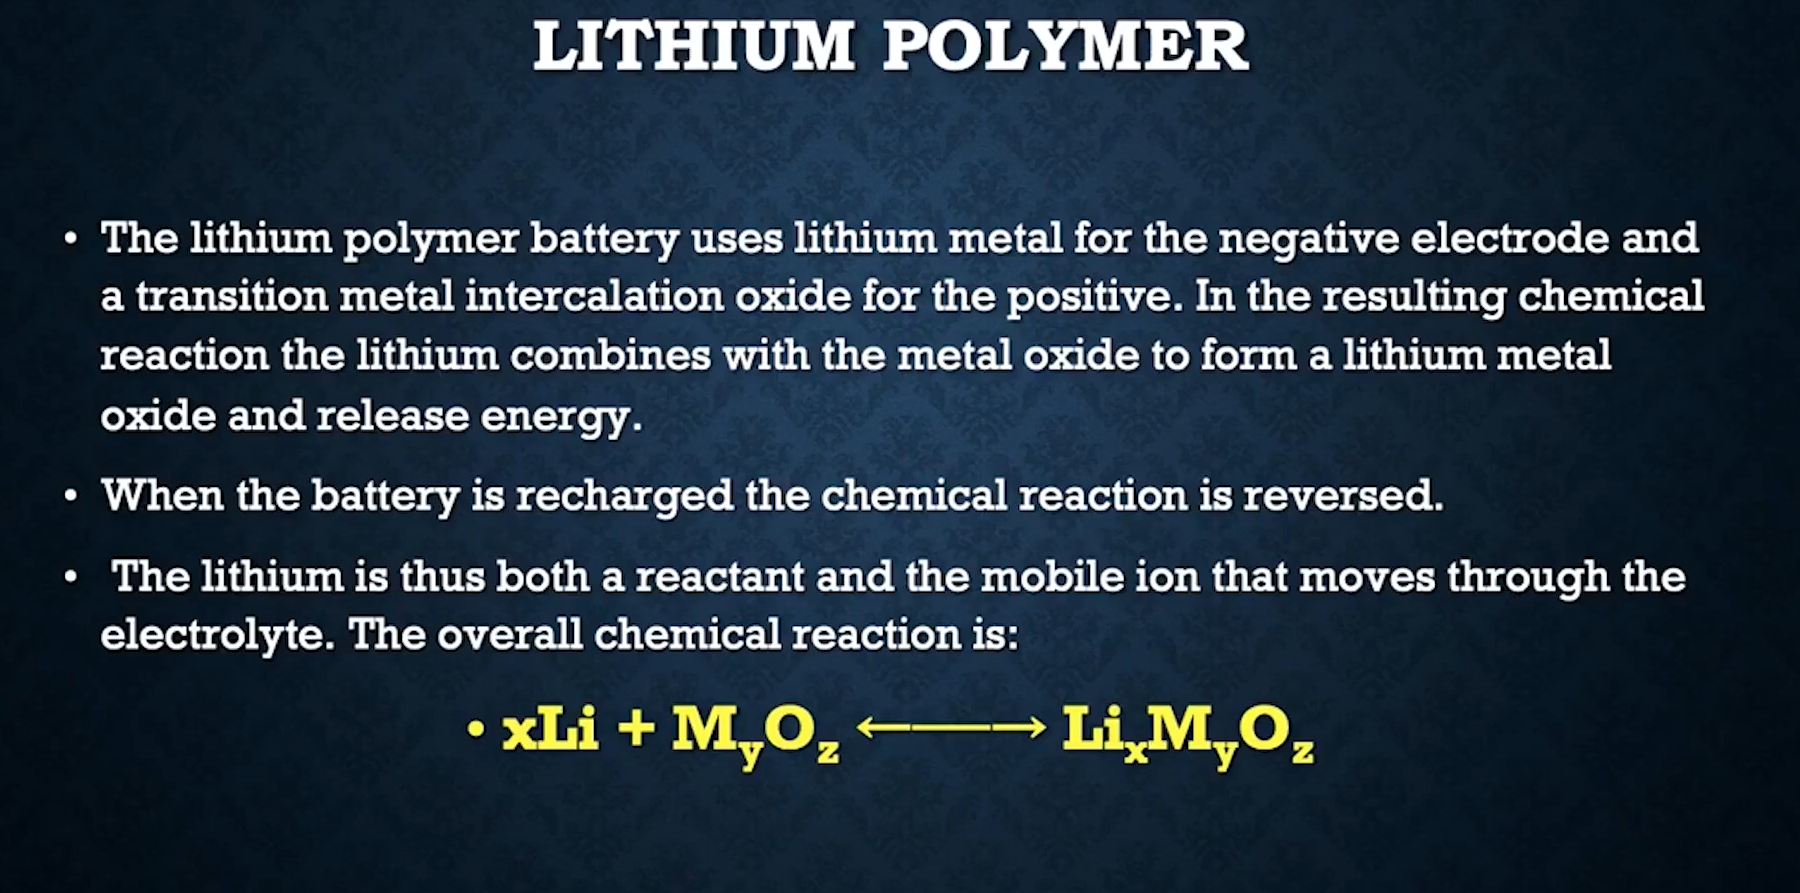 LITHIUM POLYMER
• The lithium polymer battery uses lithium metal for the negative electrode and
a transition metal intercalation oxide for the positive. In the resulting chemical
reaction the lithium combines with the metal oxide to form a lithium metal
oxide and release energy.
• When the battery is recharged the chemical reaction is reversed.
• The lithium is thus both a reactant and the mobile ion that moves through the
electrolyte. The overall chemical reaction is:
• xLi + MyOz ←——→ LixMyOz